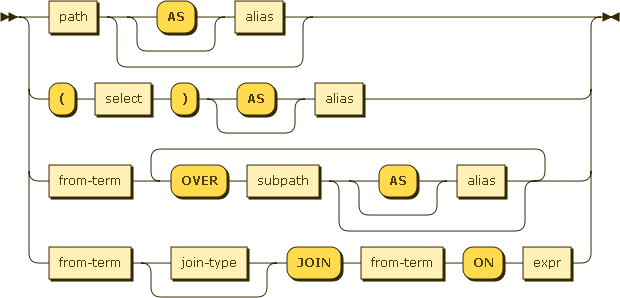 path AS alias
( select ) AS alias
from-term OVER subpath AS alias
from-term join-type JOIN from-term ON expr